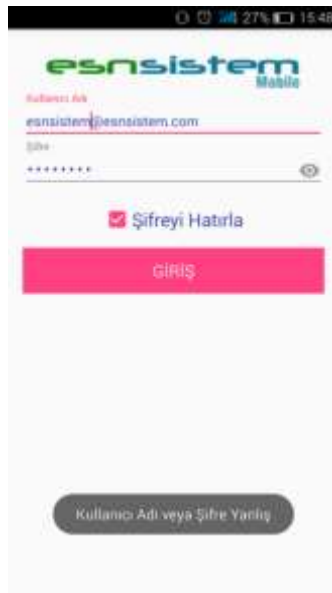 27% 15:48
esnsistem
Mobile
Kullanıcı Adı
esnsistem@esnsistem.com
Şifre
********
Şifreyi Hatırla
GİRİŞ
Kullanıcı Adı veya Şifre Yanlış